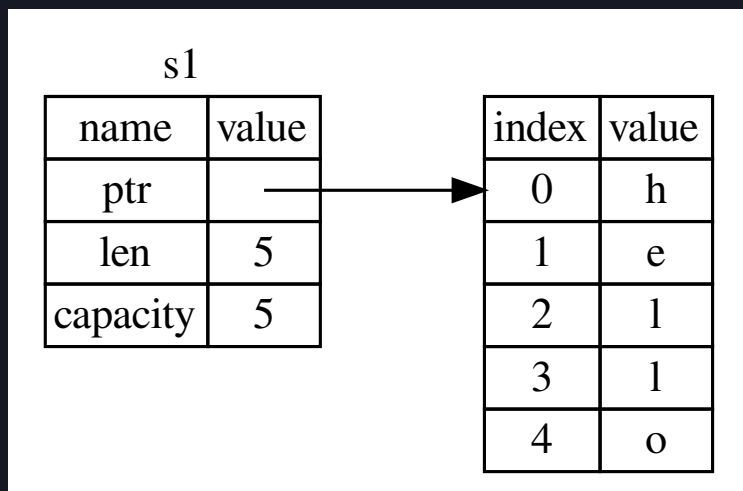 s1
name value
ptr
len 5
capacity 5
index value
0 h
1 e
2 l
3 l
4 o